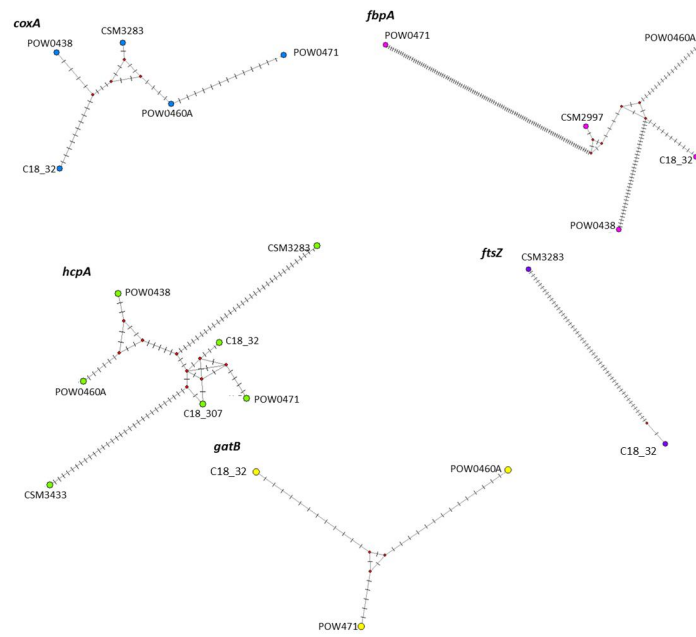 coxA
CSM3283
POW0438
POW0471
POW0460A
C18_32
fbpA
POW0471
POW0460A
CSM2997
C18_32
POW0438
hcpA
CSM3283
POW0438
C18_32
POW0460A
POW0471
C18_307
CSM3433
ftsZ
CSM3283
C18_32
gatB
C18_32
POW0460A
POW471